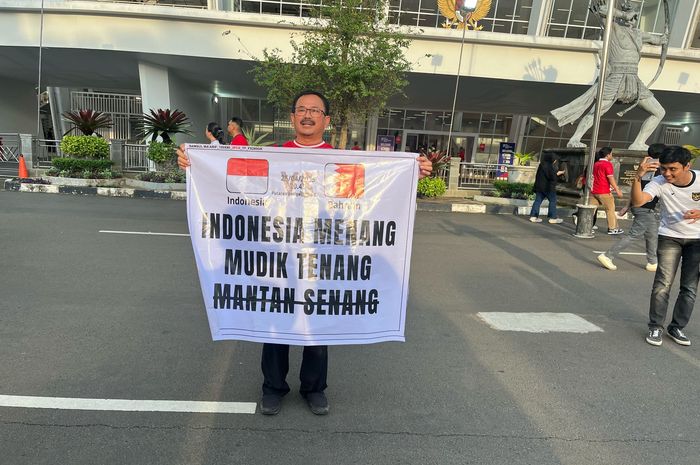 Indonesia
Bahrain
INDONESIA MENANG
MUDIK TENANG
MANTAN SENANG